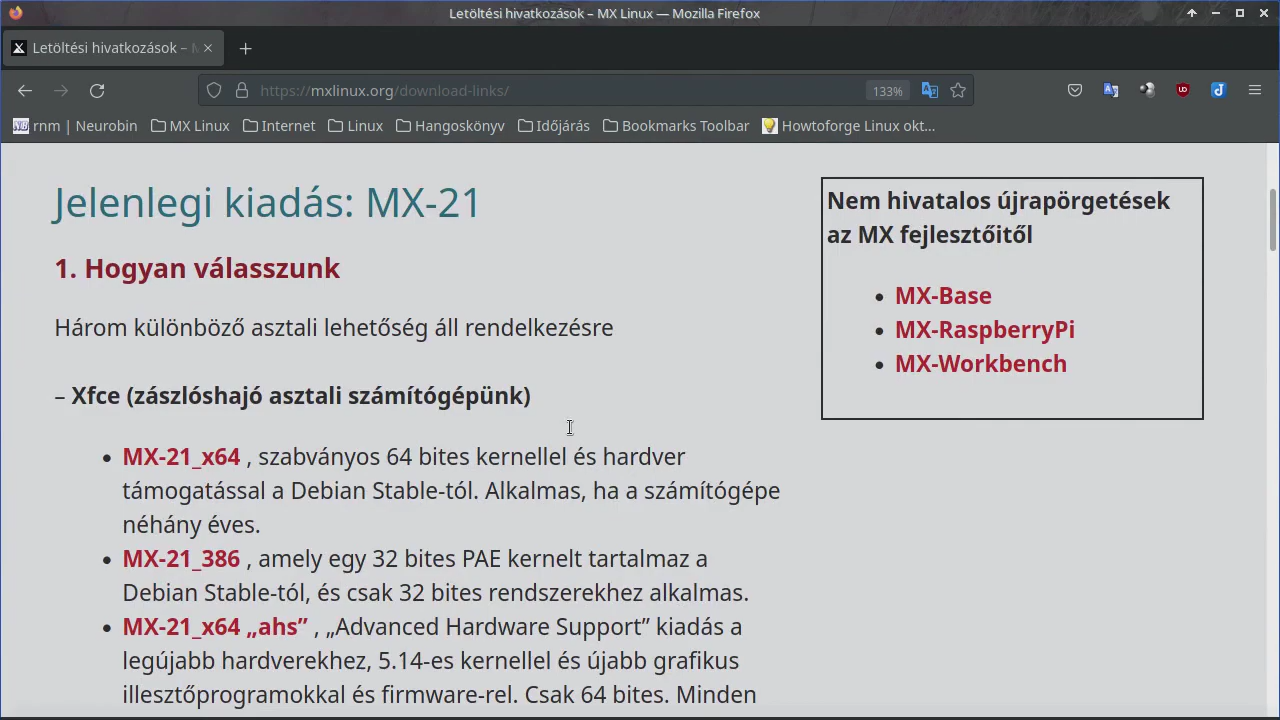 Letöltési hivatkozások – MX Linux — Mozilla Firefox
Letöltési hivatkozások –
https://mxlinux.org/download-links/
133%
rnm | Neurobin
MX Linux
Internet
Linux
Hangoskönyv
Időjárás
Bookmarks Toolbar
Howtoforge Linux okt...
Jelenlegi kiadás: MX-21
1. Hogyan válasszunk
Három különböző asztali lehetőség áll rendelkezésre
– Xfce (zászlóshajó asztali számítógépünk)
• MX-21_x64 , szabványos 64 bites kernellel és hardver
támogatással a Debian Stable-tól. Alkalmas, ha a számítógépe
néhány éves.
• MX-21_386 , amely egy 32 bites PAE kernelt tartalmaz a
Debian Stable-tól, és csak 32 bites rendszerekhez alkalmas.
• MX-21_x64 „ahs” , „Advanced Hardware Support” kiadás a
legújabb hardverekhez, 5.14-es kernellel és újabb grafikus
illesztőprogramokkal és firmware-rel. Csak 64 bites. Minden
Nem hivatalos újrapörgetések
az MX fejlesztőitől
• MX-Base
• MX-RaspberryPi
• MX-Workbench